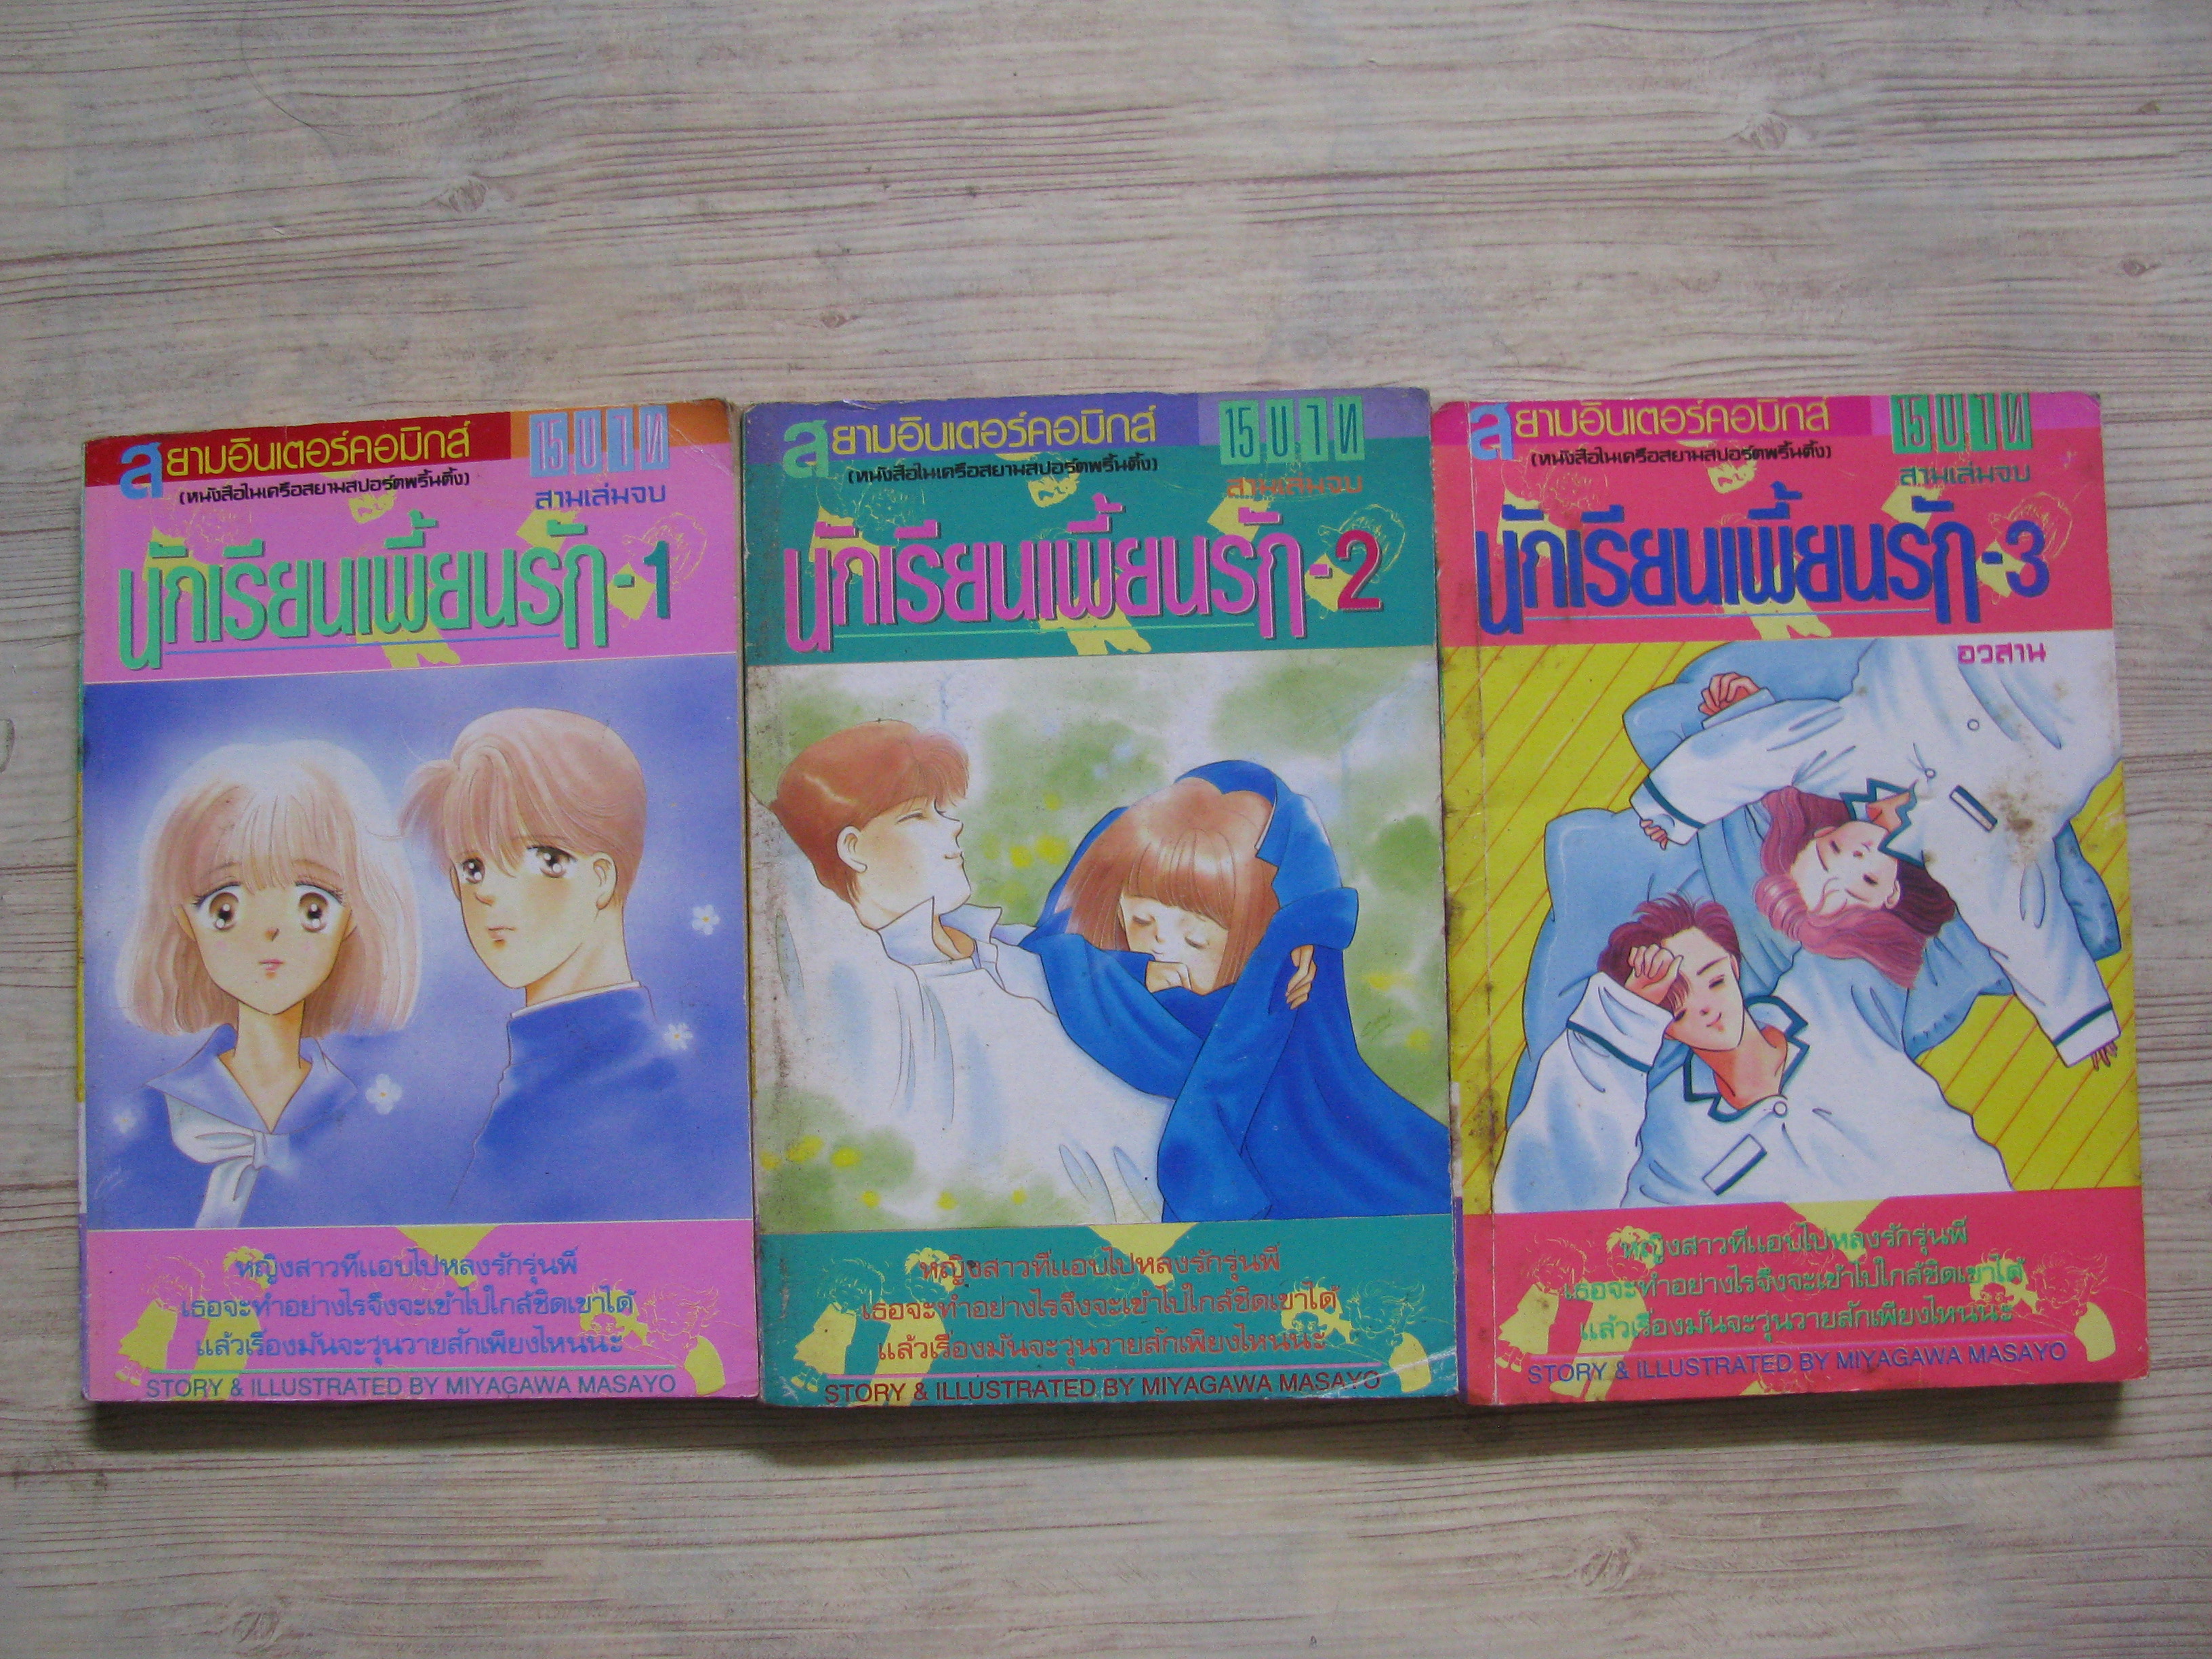 สยามอินเตอร์คอมิกส์
15 บาท
(หนังสือในเครือสยามสปอร์ตพริ้นติ้ง)
สามเล่มจบ
นักเรียนเพี้ยนรัก-1
หญิงสาวที่แอบไปหลงรักรุ่นพี่
เธอจะทำอย่างไรจึงจะเข้าไปใกล้ชิดเขาได้
แล้วเรื่องมันจะวุ่นวายสักเพียงไหนนะ
STORY & ILLUSTRATED BY MIYAGAWA MASAYO
สยามอินเตอร์คอมิกส์
15 บาท
(หนังสือในเครือสยามสปอร์ตพริ้นติ้ง)
สามเล่มจบ
นักเรียนเพี้ยนรัก-2
หญิงสาวที่แอบไปหลงรักรุ่นพี่
เธอจะทำอย่างไรจึงจะเข้าไปใกล้ชิดเขาได้
แล้วเรื่องมันจะวุ่นวายสักเพียงไหนนะ
STORY & ILLUSTRATED BY MIYAGAWA MASAYO
สยามอินเตอร์คอมิกส์
15 บาท
(หนังสือในเครือสยามสปอร์ตพริ้นติ้ง)
สามเล่มจบ
นักเรียนเพี้ยนรัก-3
อวสาน
หญิงสาวที่แอบไปหลงรักรุ่นพี่
เธอจะทำอย่างไรจึงจะเข้าไปใกล้ชิดเขาได้
แล้วเรื่องมันจะวุ่นวายสักเพียงไหนนะ
STORY & ILLUSTRATED BY MIYAGAWA MASAYO